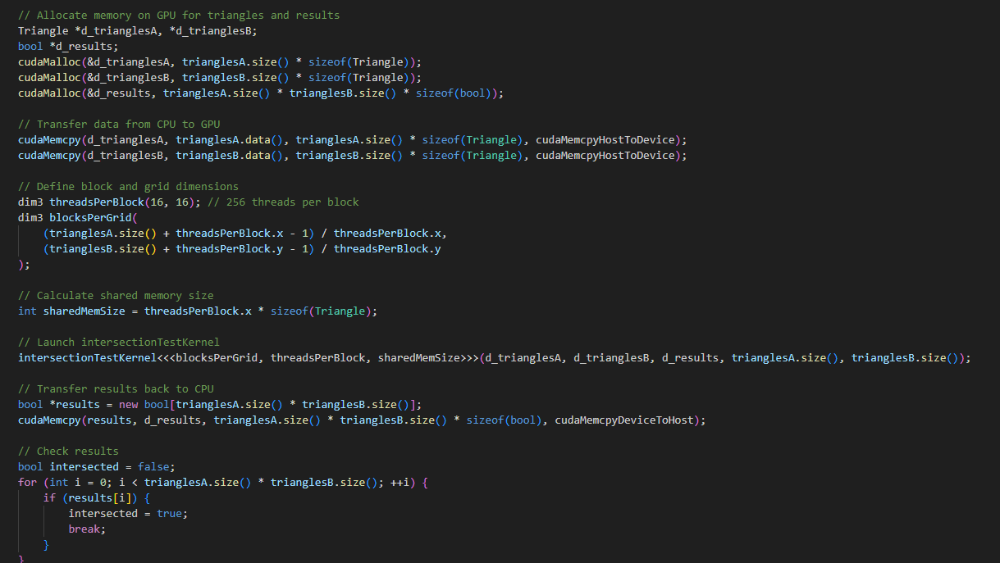 // Allocate memory on GPU for triangles and results
Triangle *d_trianglesA, *d_trianglesB;
bool *d_results;
cudaMalloc(&d_trianglesA, trianglesA.size() * sizeof(Triangle));
cudaMalloc(&d_trianglesB, trianglesB.size() * sizeof(Triangle));
cudaMalloc(&d_results, trianglesA.size() * trianglesB.size() * sizeof(bool));

// Transfer data from CPU to GPU
cudaMemcpy(d_trianglesA, trianglesA.data(), trianglesA.size() * sizeof(Triangle), cudaMemcpyHostToDevice);
cudaMemcpy(d_trianglesB, trianglesB.data(), trianglesB.size() * sizeof(Triangle), cudaMemcpyHostToDevice);

// Define block and grid dimensions
dim3 threadsPerBlock(16, 16); // 256 threads per block
dim3 blocksPerGrid(
    (trianglesA.size() + threadsPerBlock.x - 1) / threadsPerBlock.x,
    (trianglesB.size() + threadsPerBlock.y - 1) / threadsPerBlock.y
);

// Calculate shared memory size
int sharedMemSize = threadsPerBlock.x * sizeof(Triangle);

// Launch intersectionTestKernel
intersectionTestKernel<<<blocksPerGrid, threadsPerBlock, sharedMemSize>>>(d_trianglesA, d_trianglesB, d_results, trianglesA.size(), trianglesB.size());

// Transfer results back to CPU
bool *results = new bool[trianglesA.size() * trianglesB.size()];
cudaMemcpy(results, d_results, trianglesA.size() * trianglesB.size() * sizeof(bool), cudaMemcpyDeviceToHost);

// Check results
bool intersected = false;
for (int i = 0; i < trianglesA.size() * trianglesB.size(); ++i) {
    if (results[i]) {
        intersected = true;
        break;
    }
}